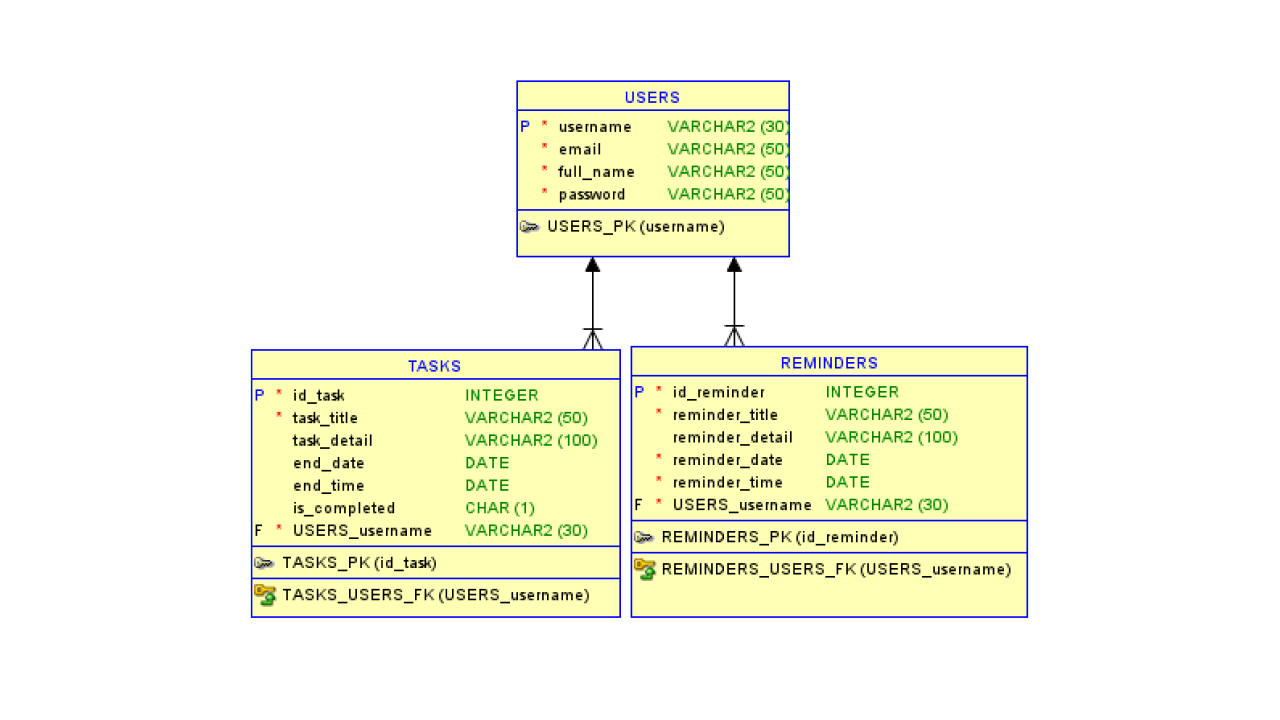 USERS
P * username VARCHAR2 (30)
* email VARCHAR2 (50)
* full_name VARCHAR2 (50)
* password VARCHAR2 (50)
USERS_PK (username)
TASKS
P * id_task INTEGER
* task_title VARCHAR2 (50)
task_detail VARCHAR2 (100)
end_date DATE
end_time DATE
is_completed CHAR (1)
F * USERS_username VARCHAR2 (30)
TASKS_PK (id_task)
TASKS_USERS_FK (USERS_username)
REMINDERS
P * id_reminder INTEGER
* reminder_title VARCHAR2 (50)
reminder_detail VARCHAR2 (100)
* reminder_date DATE
* reminder_time DATE
F * USERS_username VARCHAR2 (30)
REMINDERS_PK (id_reminder)
REMINDERS_USERS_FK (USERS_username)